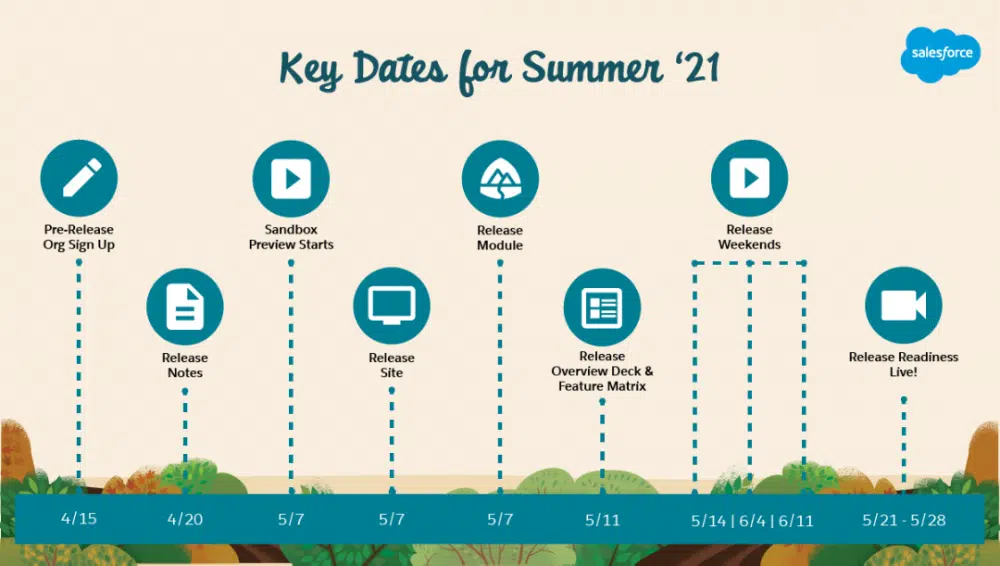 salesforce
Key Dates for Summer ‘21
Pre-Release
Org Sign Up
Sandbox
Preview Starts
Release
Module
Release
Weekends
Release
Notes
Release
Site
Release
Overview Deck &
Feature Matrix
Release Readiness
Live!
4/15
4/20
5/7
5/7
5/7
5/11
5/14 | 6/4 | 6/11
5/21 - 5/28